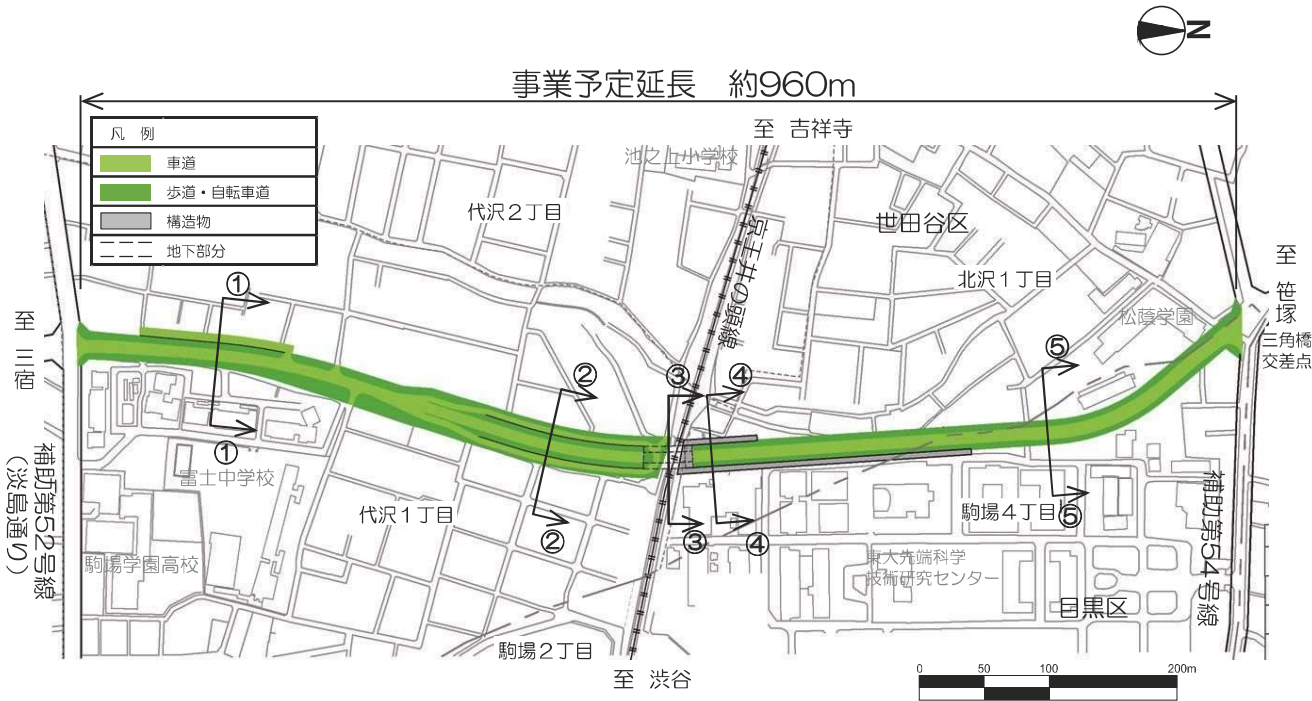 N
事業予定延長 約960m
凡 例
車道
歩道・自転車道
構造物
地下部分
至 吉祥寺
池之上小学校
代沢2丁目
京王井の頭線
世田谷区
北沢1丁目
松蔭学園
至 笹塚
三角橋
交差点
至 三宿
①
①
②
②
③
③
④
④
⑤
⑤
富士中学校
代沢1丁目
駒場学園高校
補助第52号線
(淡島通り)
駒場4丁目
東大先端科学
技術研究センター
目黒区
補助第54号線
駒場2丁目
至 渋谷
0 50 100 200m